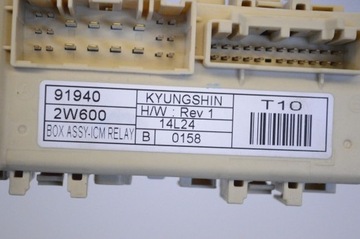 91940
2W600
BOX ASSY-ICM RELAY
KYUNGSHIN
H/W : Rev 1
14L24
B 0158
T10